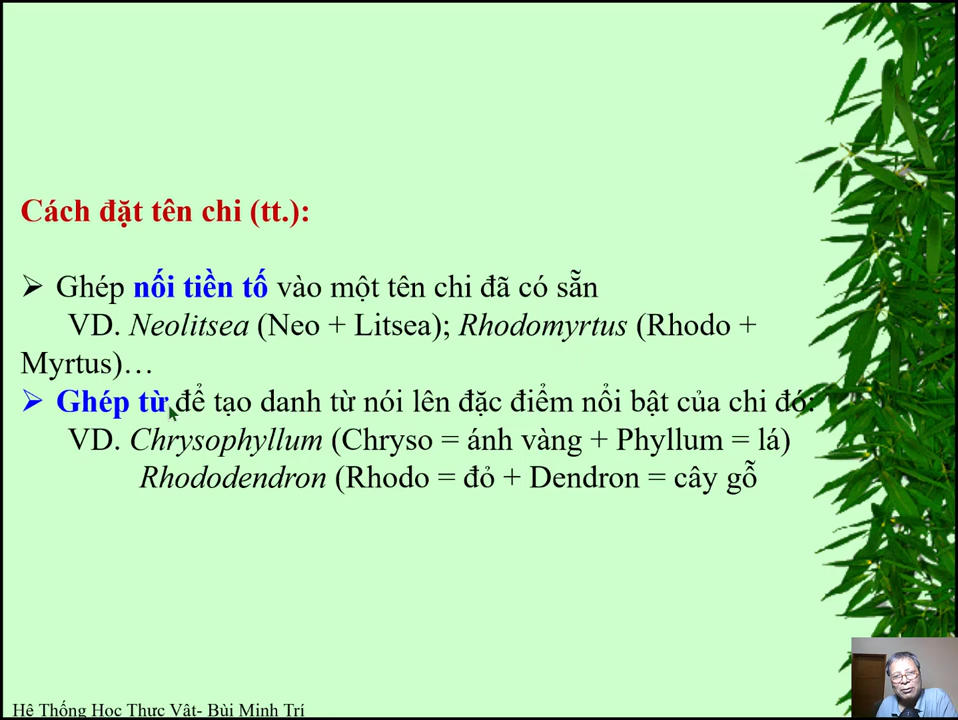 Cách đặt tên chi (tt.):
➢ Ghép nối tiền tố vào một tên chi đã có sẵn
VD. Neolitsea (Neo + Litsea); Rhodomyrtus (Rhodo +
Myrtus)…
➢ Ghép từ để tạo danh từ nói lên đặc điểm nổi bật của chi đó:
VD. Chrysophyllum (Chryso = ánh vàng + Phyllum = lá)
Rhododendron (Rhodo = đỏ + Dendron = cây gỗ
Hệ Thống Học Thực Vật- Bùi Minh Trí